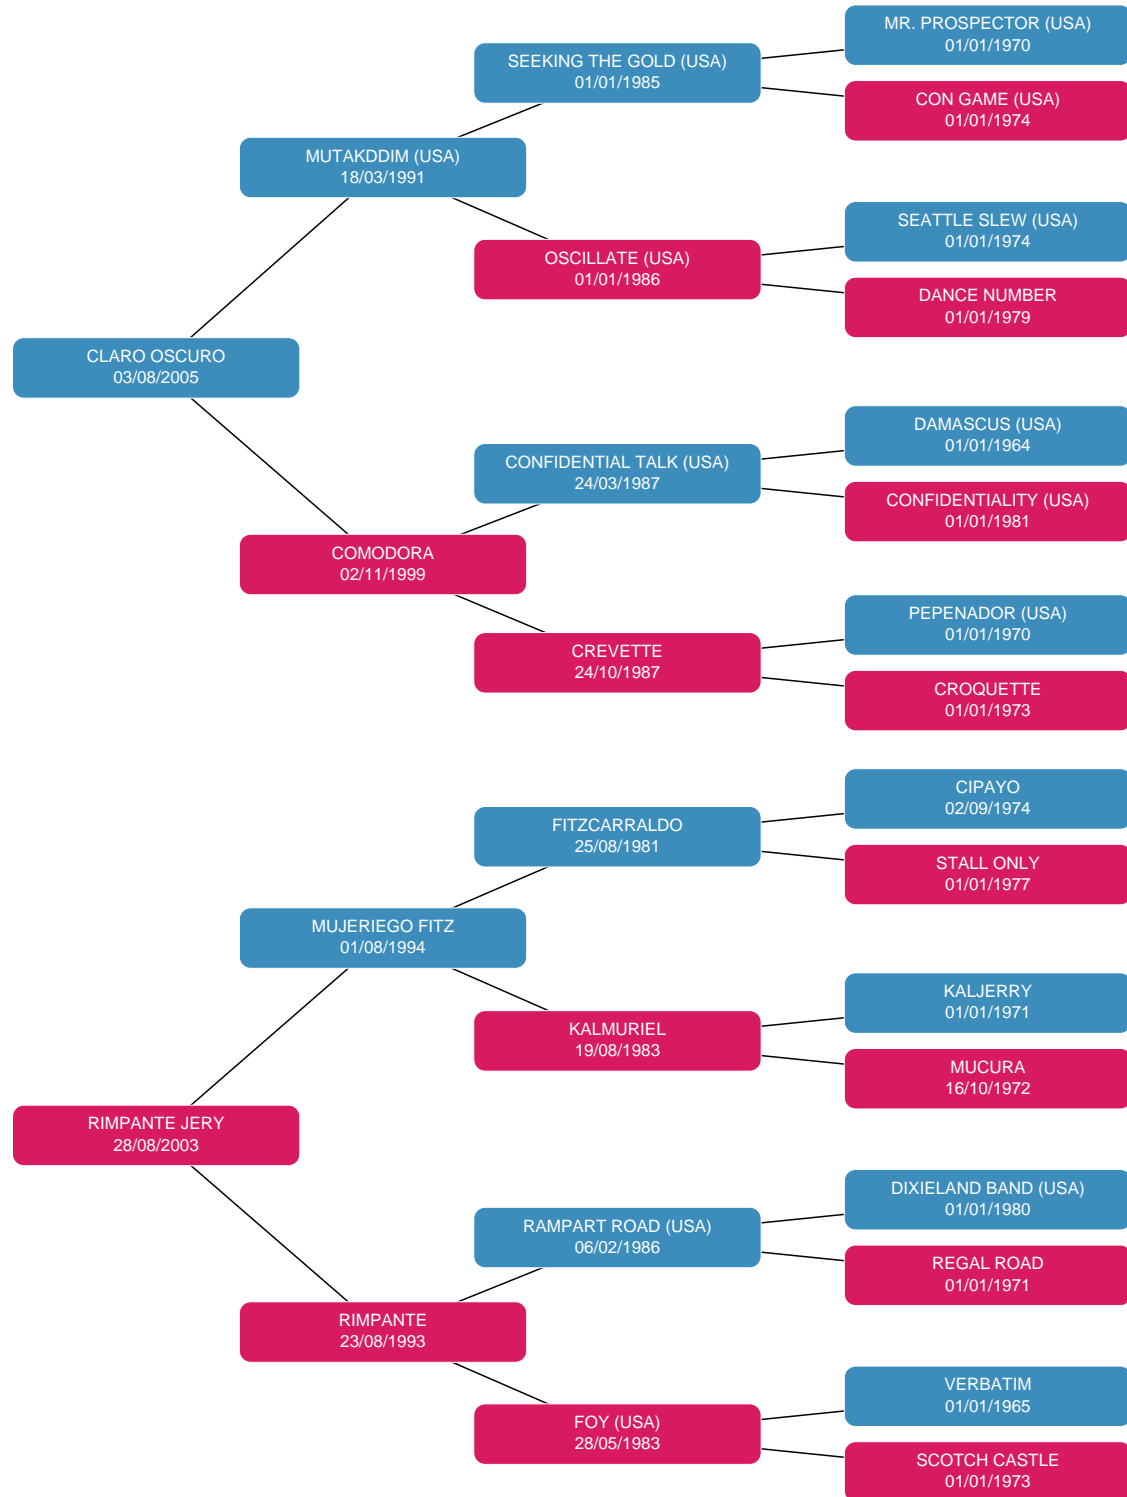 MR. PROSPECTOR (USA)
01/01/1970
SEEKING THE GOLD (USA)
01/01/1985
CON GAME (USA)
01/01/1974
MUTAKDDIM (USA)
18/03/1991
SEATTLE SLEW (USA)
01/01/1974
OSCILLATE (USA)
01/01/1986
DANCE NUMBER
01/01/1979
CLARO OSCURO
03/08/2005
DAMASCUS (USA)
01/01/1964
CONFIDENTIAL TALK (USA)
24/03/1987
CONFIDENTIALITY (USA)
01/01/1981
COMODORA
02/11/1999
PEPENADOR (USA)
01/01/1970
CREVETTE
24/10/1987
CROQUETTE
01/01/1973
CIPAYO
02/09/1974
FITZCARRALDO
25/08/1981
STALL ONLY
01/01/1977
MUJERIEGO FITZ
01/08/1994
KALJERRY
01/01/1971
KALMURIEL
19/08/1983
MUCURA
16/10/1972
RIMPANTE JERY
28/08/2003
DIXIELAND BAND (USA)
01/01/1980
RAMPART ROAD (USA)
06/02/1986
REGAL ROAD
01/01/1971
RIMPANTE
23/08/1993
VERBATIM
01/01/1965
FOY (USA)
28/05/1983
SCOTCH CASTLE
01/01/1973